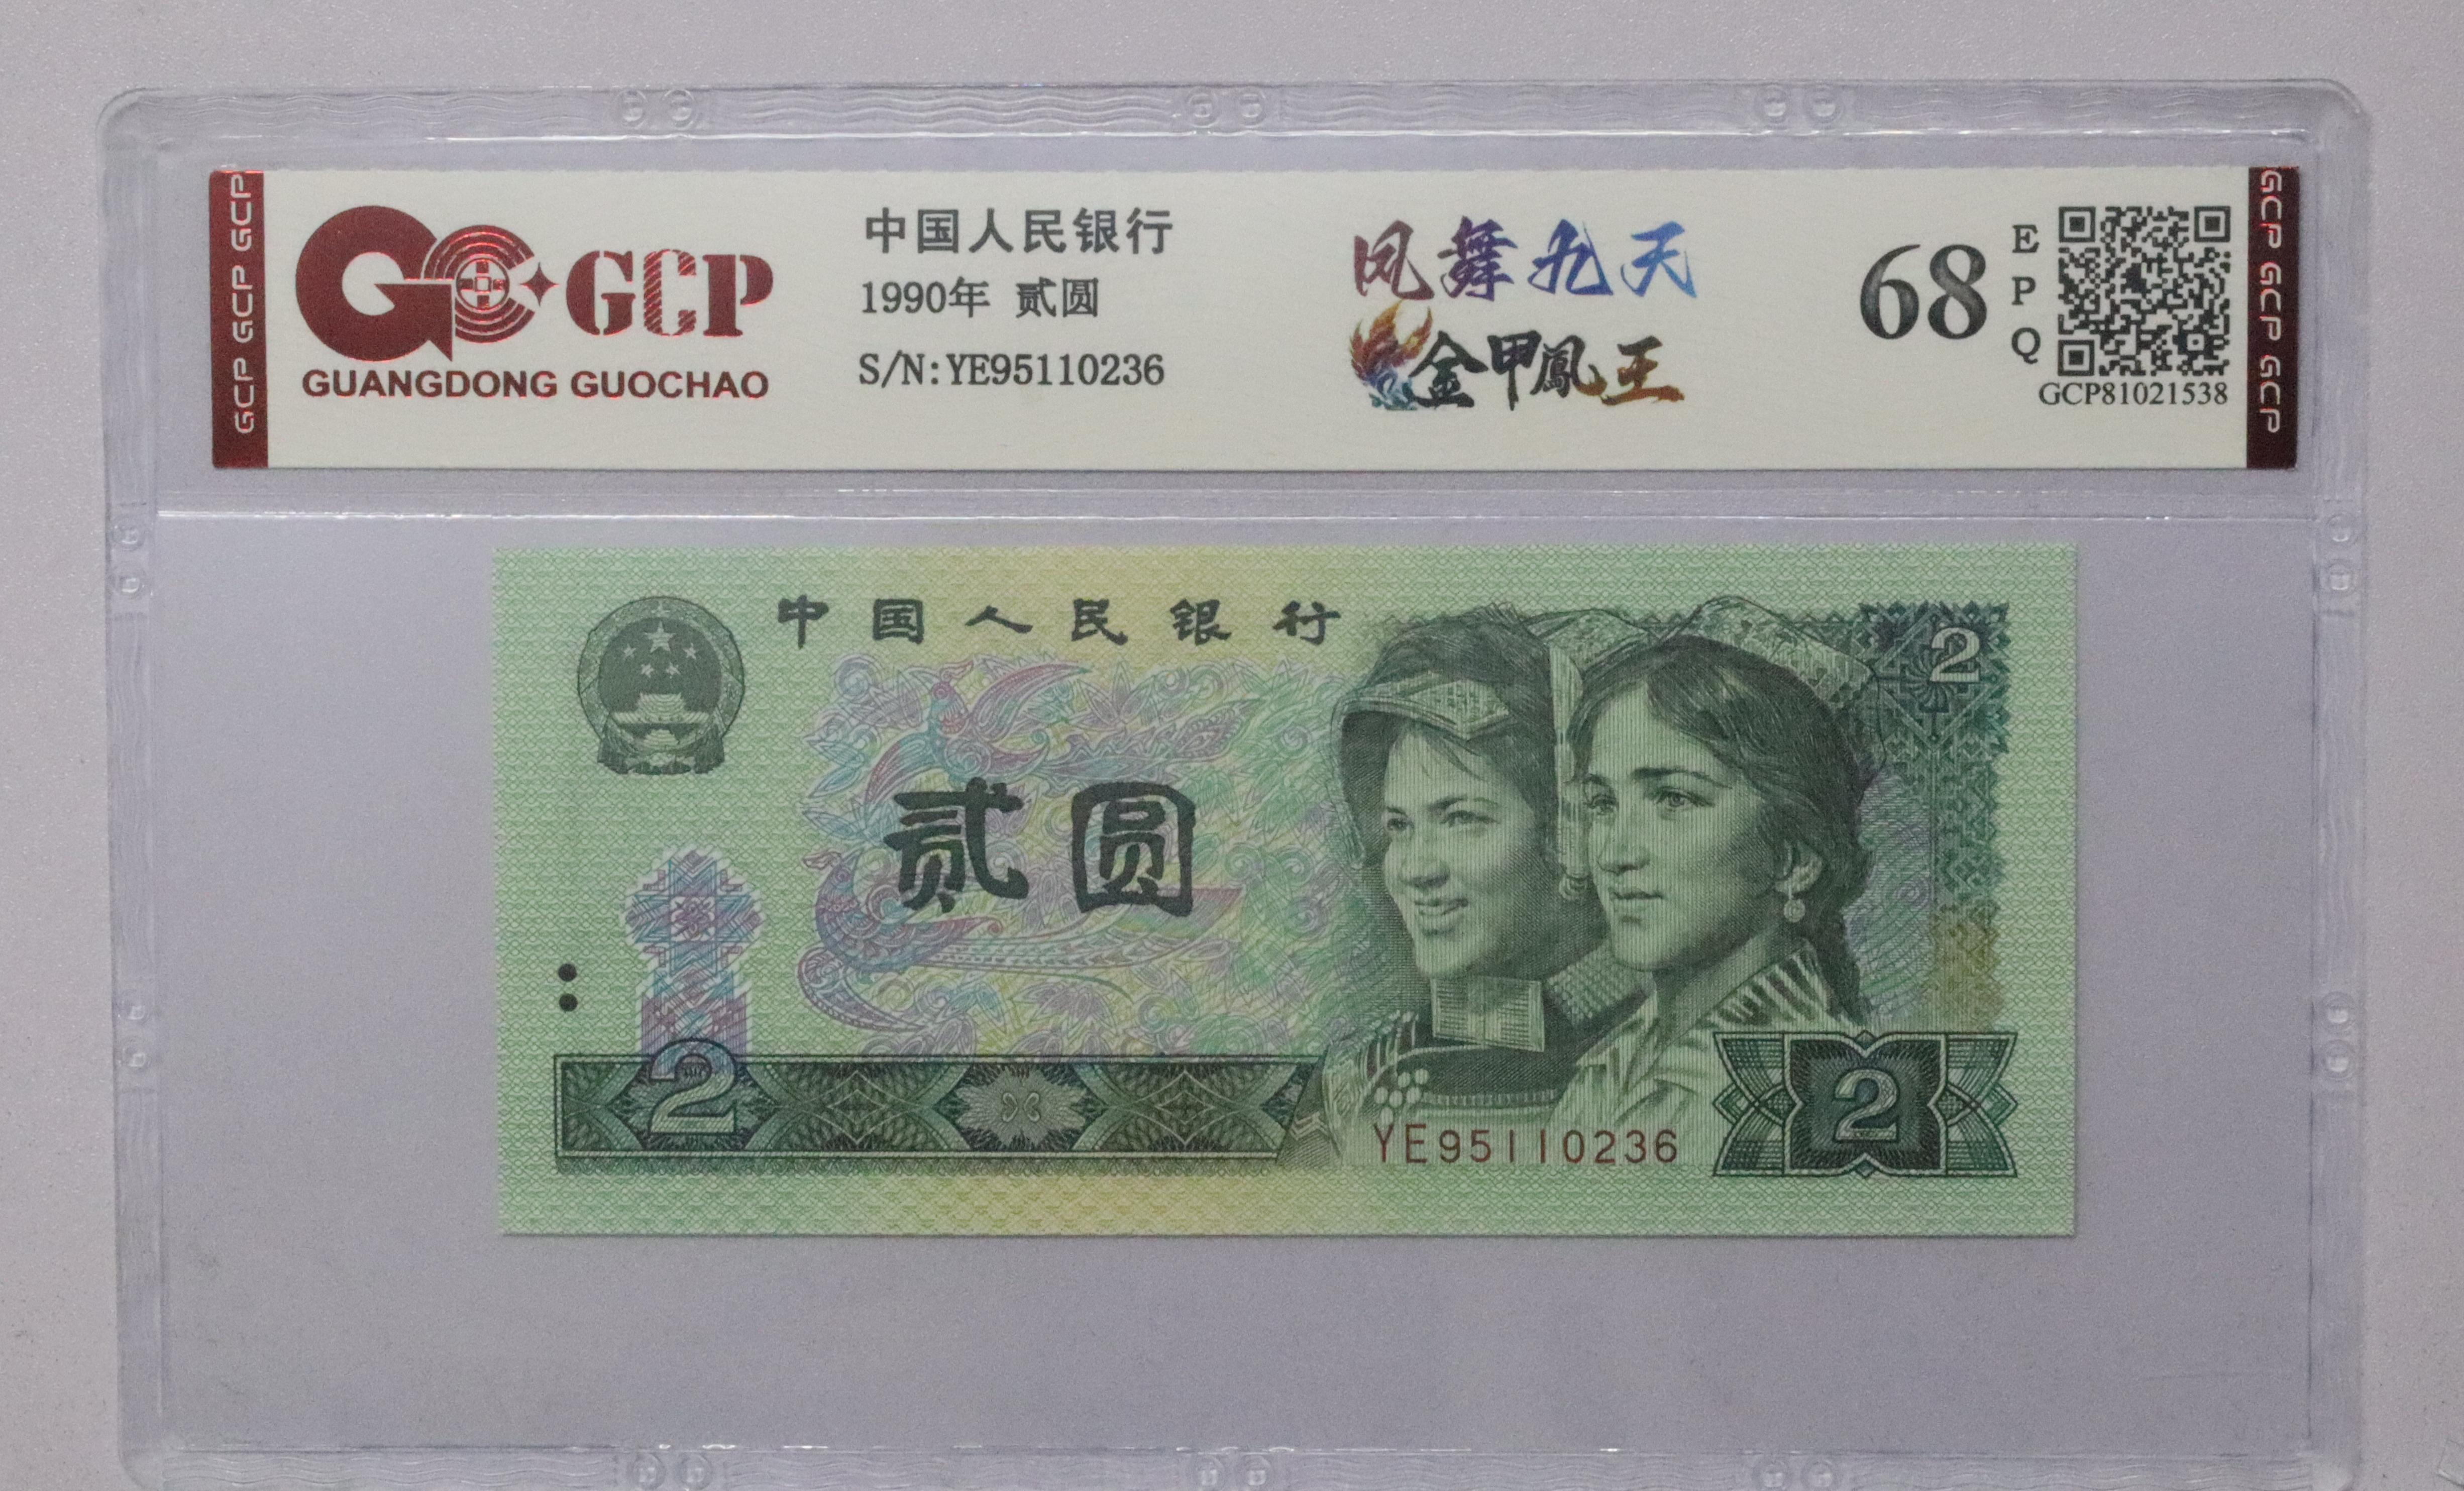 GCP GCP GCP
GCP
GUANGDONG GUOCHAO
中国人民银行
1990年 贰圆
S/N:YE95110236
凤舞九天
金甲鳳王
68
EPQ
GCP81021538
GCP GCP GCP
中国人民银行
2
贰圆
2
YE95110236
2